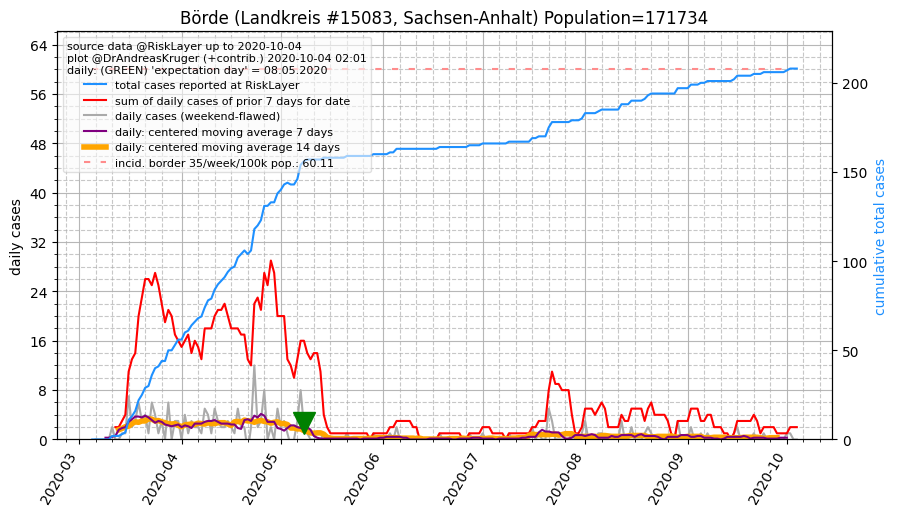 Börde (Landkreis #15083, Sachsen-Anhalt) Population=171734
source data @RiskLayer up to 2020-10-04
plot @DrAndreasKruger (+contrib.) 2020-10-04 02:01
daily: (GREEN) 'expectation day' = 08.05.2020
total cases reported at RiskLayer
sum of daily cases of prior 7 days for date
daily cases (weekend-flawed)
daily: centered moving average 7 days
daily: centered moving average 14 days
incid. border 35/week/100k pop.: 60.11
daily cases
64
56
48
40
32
24
16
8
0
cumulative total cases
200
150
100
50
0
2020-03
2020-04
2020-05
2020-06
2020-07
2020-08
2020-09
2020-10